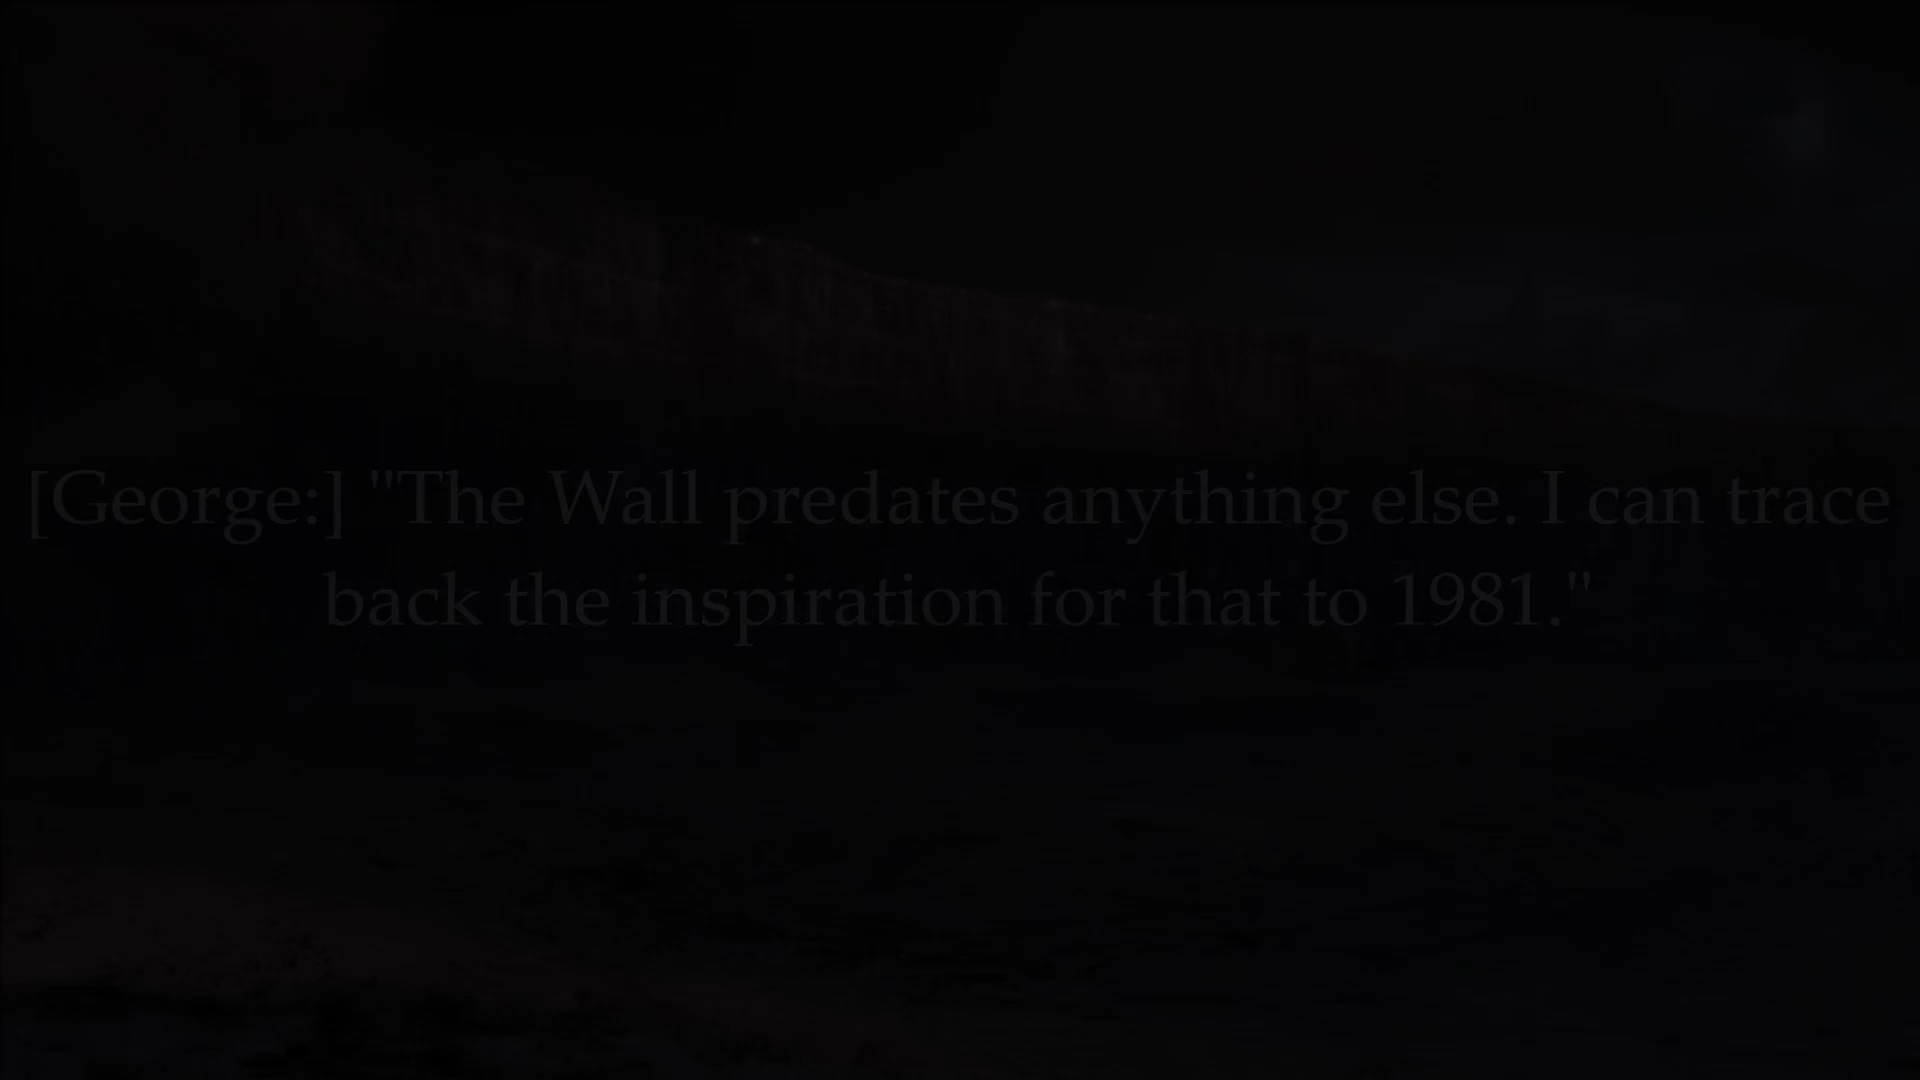 [George:] "The Wall predates anything else. I can trace
back the inspiration for that to 1981."